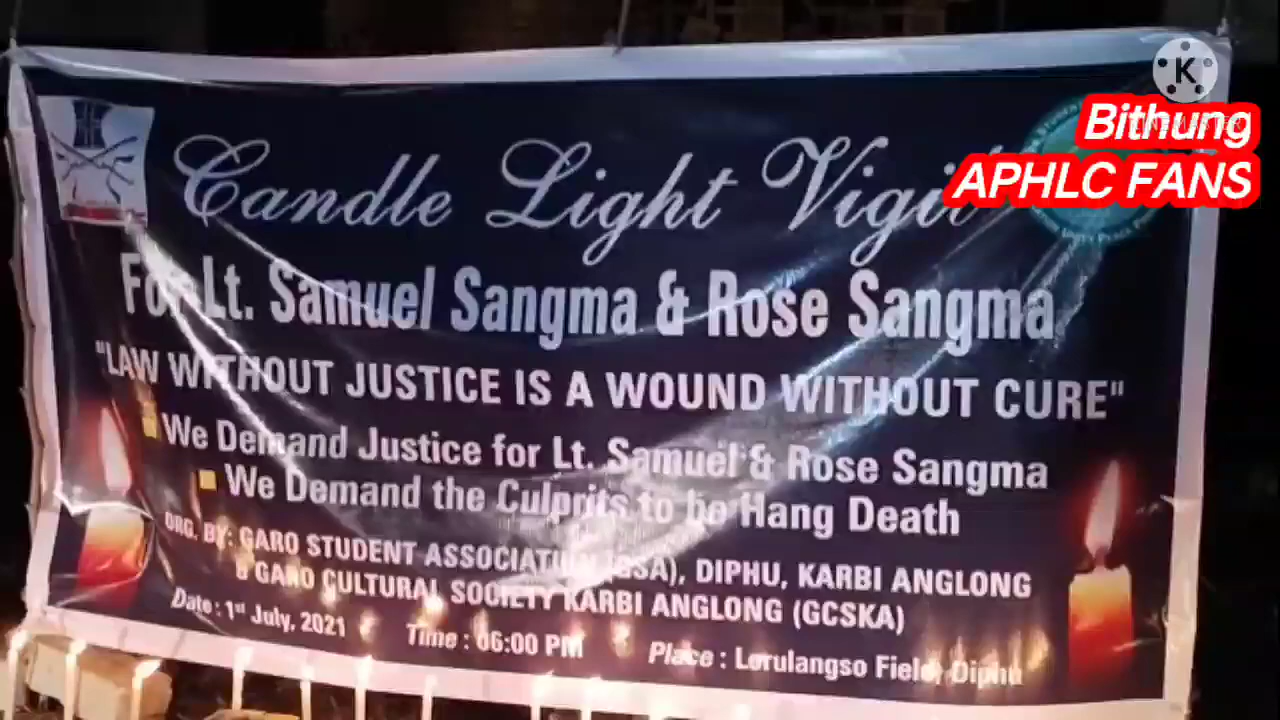 K
KINEMASTER
Bithung
APHLC FANS
Candle Light Vigil
For Lt. Samuel Sangma & Rose Sangma
"LAW WITHOUT JUSTICE IS A WOUND WITHOUT CURE"
We Demand Justice for Lt. Samuel & Rose Sangma
We Demand the Culprits to be Hang Death
ORG. BY: GARO STUDENT ASSOCIATION (GSA), DIPHU, KARBI ANGLONG
& GARO CULTURAL SOCIETY KARBI ANGLONG (GCSKA)
Date : 1st July, 2021 Time : 06:00 PM Place : Lorulangso Field, Diphu